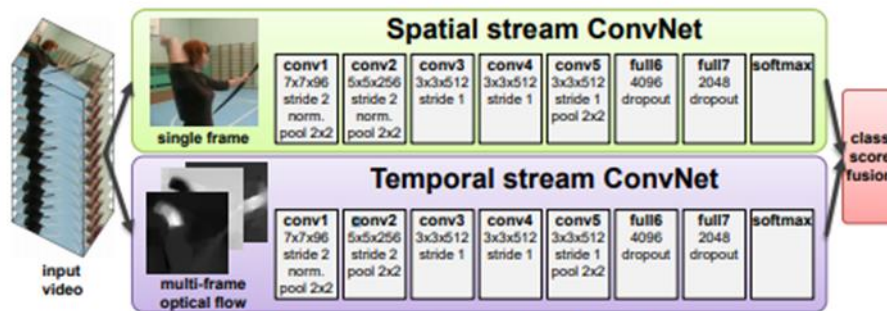 Spatial stream ConvNet
conv1
7x7x96
stride 2
norm.
pool 2x2
conv2
5x5x256
stride 2
norm.
pool 2x2
conv3
3x3x512
stride 1
conv4
3x3x512
stride 1
conv5
3x3x512
stride 1
pool 2x2
full6
4096
dropout
full7
2048
dropout
softmax
single frame
Temporal stream ConvNet
conv1
7x7x96
stride 2
norm.
pool 2x2
conv2
5x5x256
stride 2
pool 2x2
conv3
3x3x512
stride 1
conv4
3x3x512
stride 1
conv5
3x3x512
stride 1
pool 2x2
full6
4096
dropout
full7
2048
dropout
softmax
multi-frame
optical flow
input
video
class
score
fusion